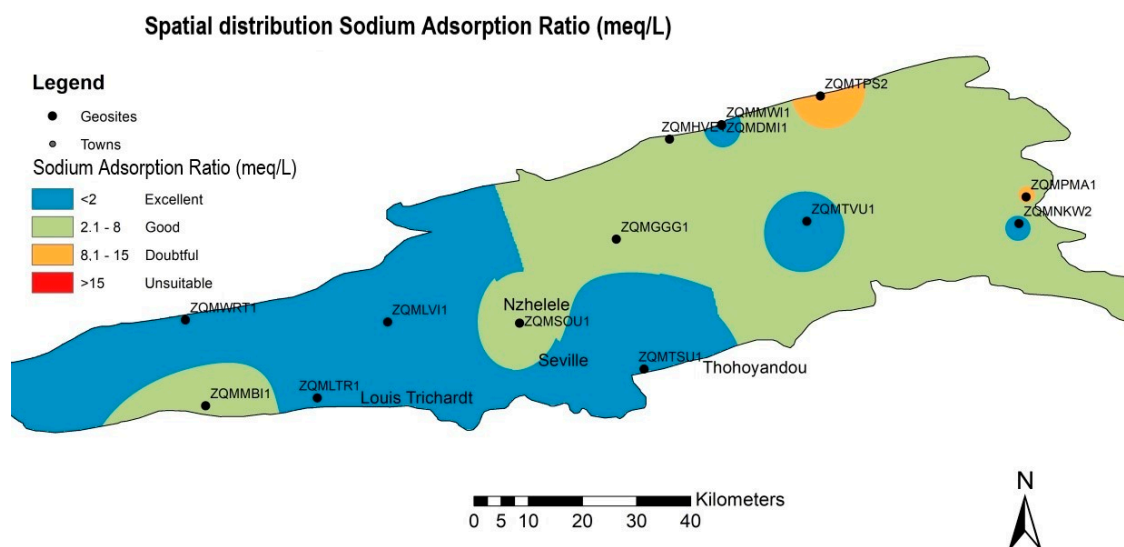 Spatial distribution Sodium Adsorption Ratio (meq/L)
Legend
Geosites
Towns
Sodium Adsorption Ratio (meq/L)
<2 Excellent
2.1 - 8 Good
8.1 - 15 Doubtful
>15 Unsuitable
ZQMTPS2
ZQMMWI1
ZQMHVE ZQMDMI1
ZQMPMA1
ZQMNKW2
ZQMTVU1
ZQMGGG1
Nzhelele
ZQMWRT1
ZQMLVI1
ZQMSOU1
Seville
ZQMTSU1
Thohoyandou
ZQMLTR1
Louis Trichardt
ZQMMBI1
N
Kilometers
0 5 10 20 30 40